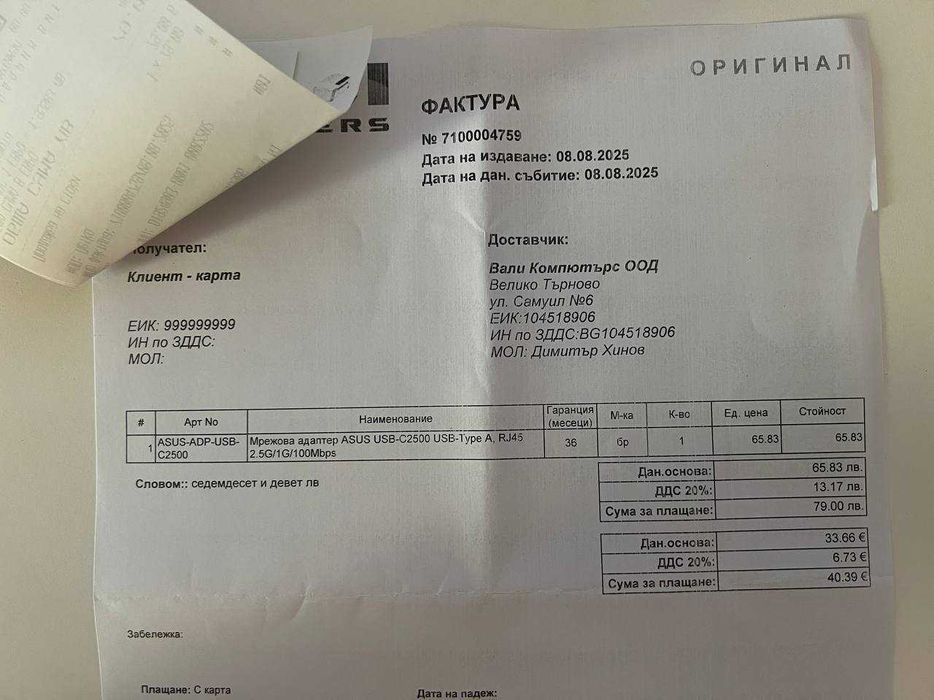 ОРИГИНАЛ
ERS
ФАКТУРА
№ 7100004759
Дата на издаване: 08.08.2025
Дата на дан. събитие: 08.08.2025
Получател:
Клиент - карта
ЕИК: 999999999
ИН по ЗДДС:
МОЛ:
Доставчик:
Вали Компютърс ООД
Велико Търново
ул. Самуил №6
ЕИК:104518906
ИН по ЗДДС:BG104518906
МОЛ: Димитър Хинов
# Арт No Наименование Гаранция (месеци) М-ка К-во Ед. цена Стойност
1 ASUS-ADP-USB- Мрежова адаптер ASUS USB-C2500 USB-Type A, RJ45 36 бр 1 65.83 65.83
C2500 2.5G/1G/100Mbps
Словом:: седемдесет и девет лв
Дан.основа: 65.83 лв.
ДДС 20%: 13.17 лв.
Сума за плащане: 79.00 лв.
Дан.основа: 33.66 €
ДДС 20%: 6.73 €
Сума за плащане: 40.39 €
Забележка:
Плащане: С карта
Дата на падеж: